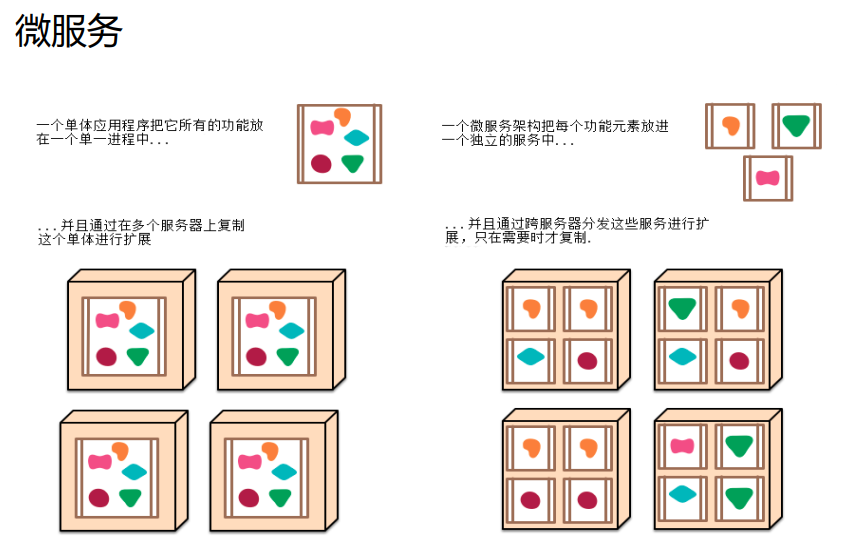 微服务
一个单体应用程序把它所有的功能放
在一个单一进程中...
...并且通过在多个服务器上复制
这个单体进行扩展
一个微服务架构把每个功能元素放进
一个独立的服务中...
...并且通过跨服务器分发这些服务进行扩
展，只在需要时才复制.